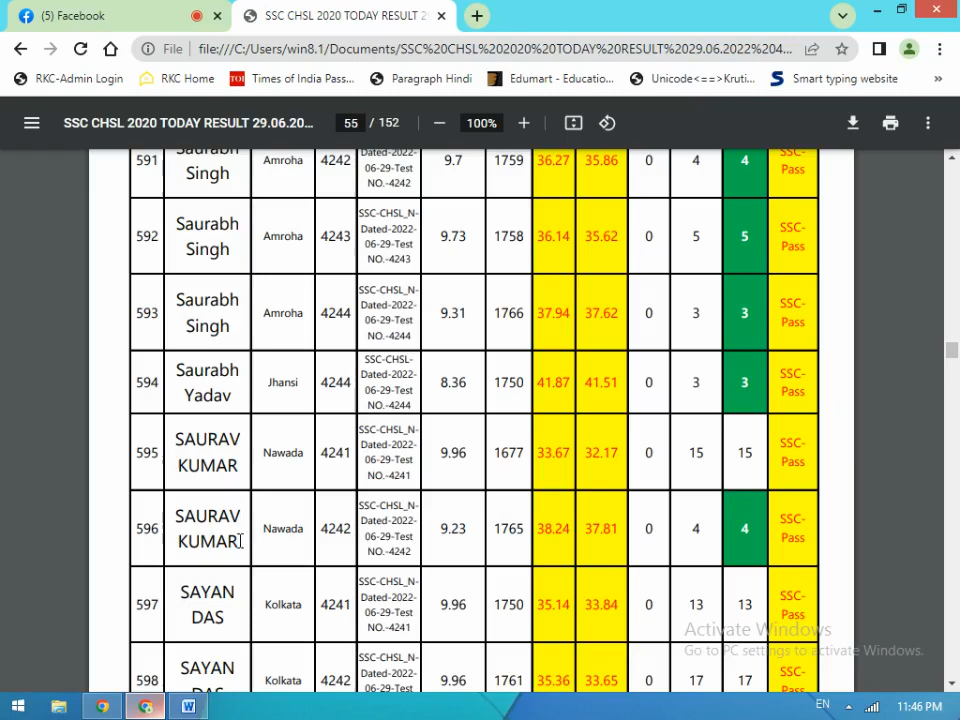 (5) Facebook
SSC CHSL 2020 TODAY RESULT 2
File file:///C:/Users/win8.1/Documents/SSC%20CHSL%202020%20TODAY%20RESULT%2029.06.2022%204...
RKC-Admin Login RKC Home TOI Times of India Pass... Paragraph Hindi Edumart - Educatio... Unicode<==>Kruti... Smart typing website »
SSC CHSL 2020 TODAY RESULT 29.06.20... 55 / 152 100%
591 Saurabh Singh Amroha 4242 Dated-2022-06-29-Test NO.-4242 9.7 1759 36.27 35.86 0 4 4 SSC-Pass
592 Saurabh Singh Amroha 4243 SSC-CHSL_N-Dated-2022-06-29-Test NO.-4243 9.73 1758 36.14 35.62 0 5 5 SSC-Pass
593 Saurabh Singh Amroha 4244 SSC-CHSL_N-Dated-2022-06-29-Test NO.-4244 9.31 1766 37.94 37.62 0 3 3 SSC-Pass
594 Saurabh Yadav Jhansi 4244 SSC-CHSL-Dated-2022-06-29-Test NO.-4244 8.36 1750 41.87 41.51 0 3 3 SSC-Pass
595 SAURAV KUMAR Nawada 4241 SSC-CHSL_N-Dated-2022-06-29-Test NO.-4241 9.96 1677 33.67 32.17 0 15 15 SSC-Pass
596 SAURAV KUMAR Nawada 4242 SSC-CHSL_N-Dated-2022-06-29-Test NO.-4242 9.23 1765 38.24 37.81 0 4 4 SSC-Pass
597 SAYAN DAS Kolkata 4241 SSC-CHSL_N-Dated-2022-06-29-Test NO.-4241 9.96 1750 35.14 33.84 0 13 13 SSC-Pass
598 SAYAN DAS Kolkata 4242 SSC-CHSL_N-Dated-2022-06-29-Test 9.96 1761 35.36 33.65 0 17 17 SSC-Pass
Activate Windows
Go to PC settings to activate Windows.
EN 11:46 PM